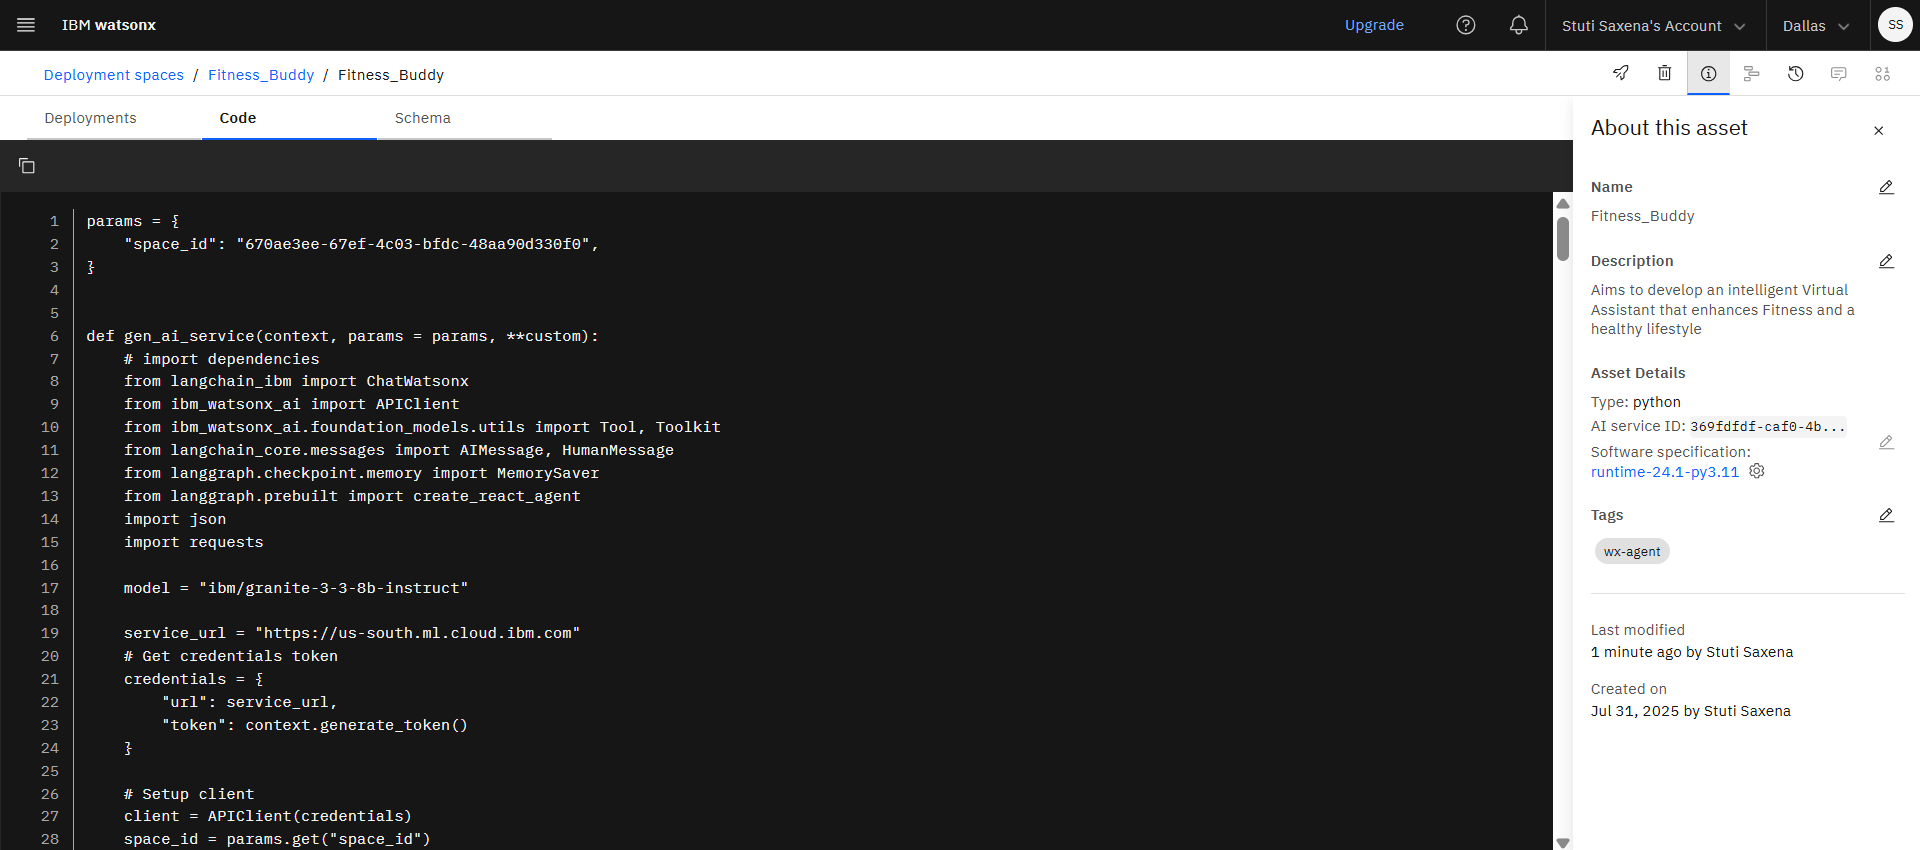 IBM watsonx
Upgrade
Stuti Saxena's Account
Dallas
SS
Deployment spaces / Fitness_Buddy / Fitness_Buddy
Deployments
Code
Schema
1 params = {
2     "space_id": "670ae3ee-67ef-4c03-bfdc-48aa90d330f0",
3 }
4
5
6 def gen_ai_service(context, params = params, **custom):
7     # import dependencies
8     from langchain_ibm import ChatWatsonx
9     from ibm_watsonx_ai import APIClient
10     from ibm_watsonx_ai.foundation_models.utils import Tool, Toolkit
11     from langchain_core.messages import AIMessage, HumanMessage
12     from langgraph.checkpoint.memory import MemorySaver
13     from langgraph.prebuilt import create_react_agent
14     import json
15     import requests
16
17     model = "ibm/granite-3-3-8b-instruct"
18
19     service_url = "https://us-south.ml.cloud.ibm.com"
20     # Get credentials token
21     credentials = {
22         "url": service_url,
23         "token": context.generate_token()
24     }
25
26     # Setup client
27     client = APIClient(credentials)
28     space_id = params.get("space_id")
About this asset
Name
Fitness_Buddy
Description
Aims to develop an intelligent Virtual
Assistant that enhances Fitness and a
healthy lifestyle
Asset Details
Type: python
AI service ID: 369fdfdf-caf0-4b...
Software specification:
runtime-24.1-py3.11
Tags
wx-agent
Last modified
1 minute ago by Stuti Saxena
Created on
Jul 31, 2025 by Stuti Saxena